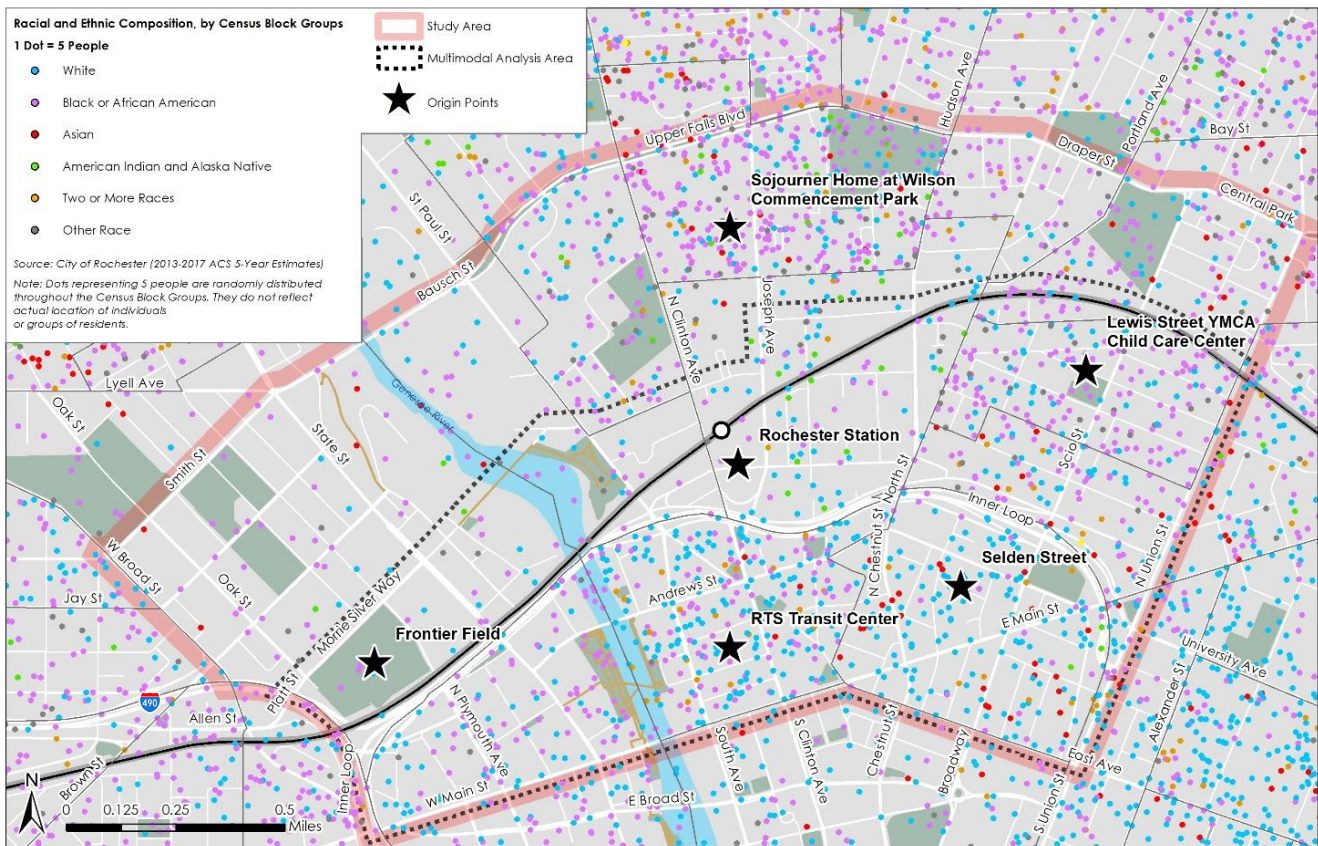 Racial and Ethnic Composition, by Census Block Groups
1 Dot = 5 People
White
Black or African American
Asian
American Indian and Alaska Native
Two or More Races
Other Race
Source: City of Rochester (2013-2017 ACS 5-Year Estimates)
Note: Dots representing 5 people are randomly distributed
throughout the Census Block Groups. They do not reflect
actual location of individuals
or groups of residents.
Study Area
Multimodal Analysis Area
Origin Points
Hudson Ave
Portland Ave
Upper Falls Blvd
Bay St
Draper St
Central Park
Sojourner Home at Wilson
Commencement Park
St Paul St
Bausch St
N Clinton Ave
Joseph Ave
Lewis Street YMCA
Child Care Center
Lyell Ave
Genesee River
Oak St
State St
Smith St
Rochester Station
Scio St
North St
Inner Loop
N Chestnut St
N Union St
W Broad St
Oak St
Jay St
Morrie Silver Way
Andrews St
Selden Street
E Main St
Frontier Field
RTS Transit Center
University Ave
Platt St
490
Allen St
N Plymouth Ave
Alexander St
Inner Loop
South Ave
S Clinton Ave
Chestnut St
Broadway
East Ave
Brown St
W Main St
E Broad St
S Union St
N
0 0.125 0.25 0.5
Miles